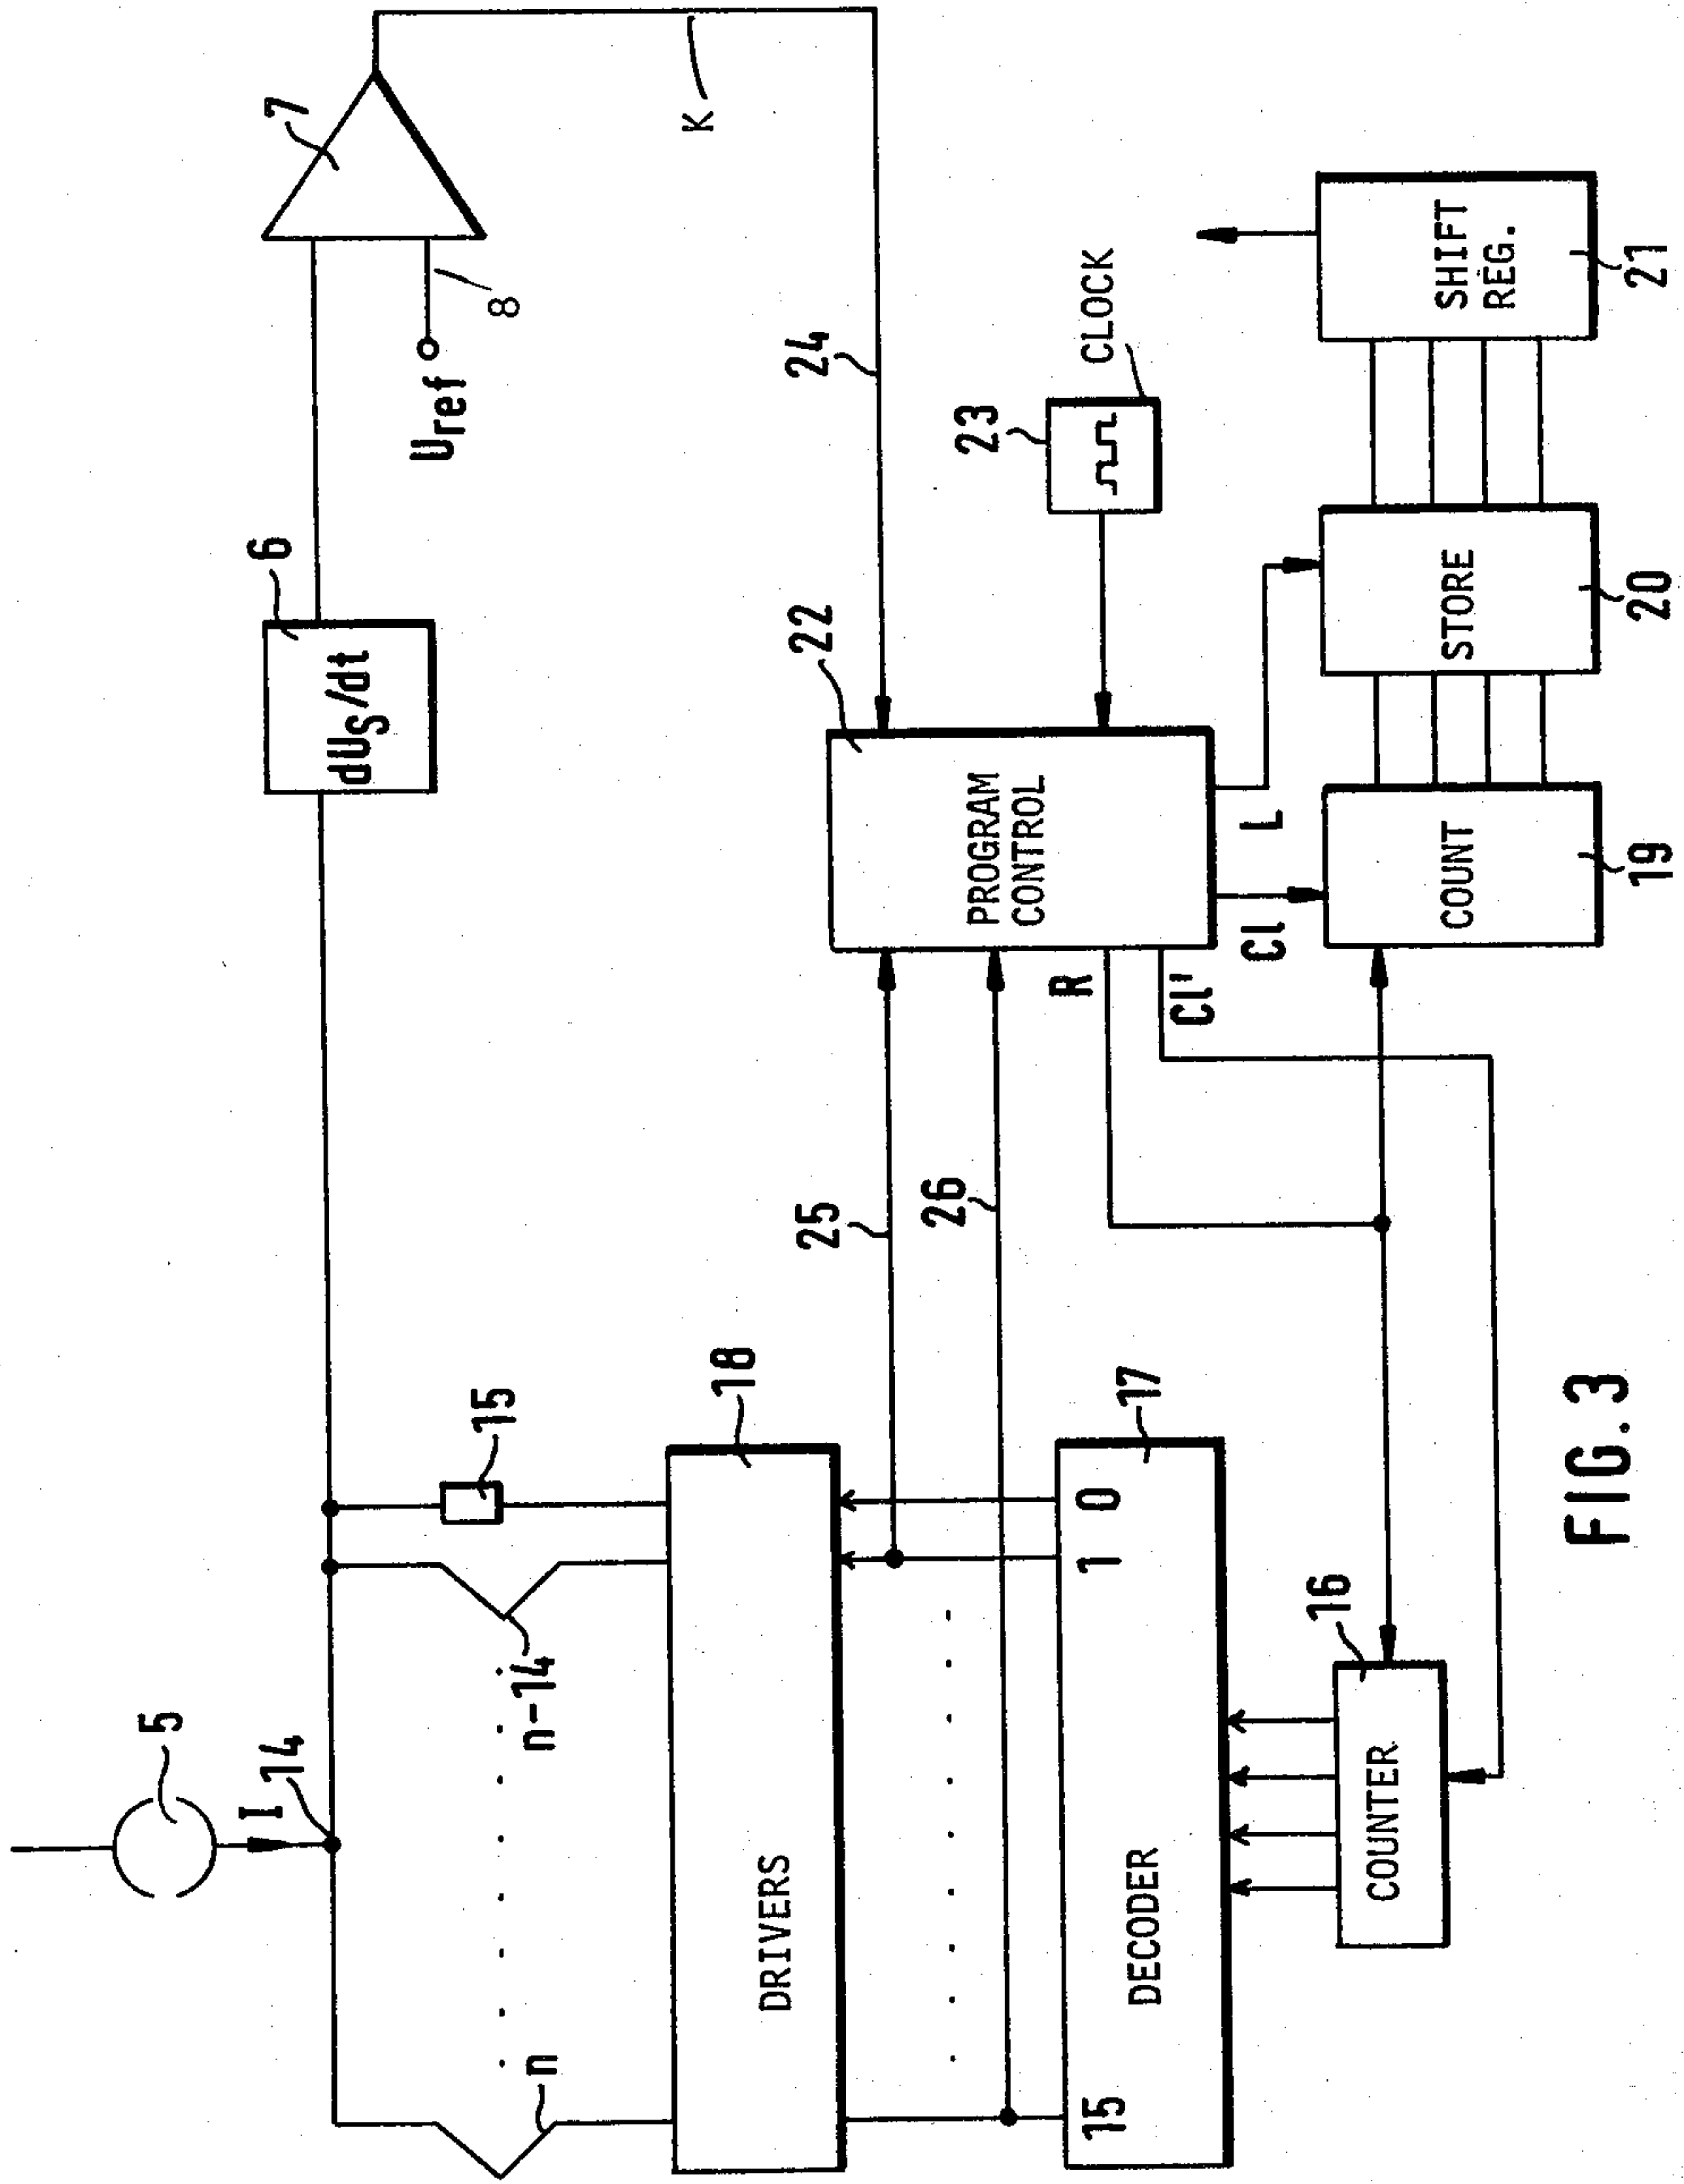 5
I
14
n
n-14
15
6
dUS/dt
7
8
Uref
K
DRIVERS
18
24
25
26
22
PROGRAM
CONTROL
23
CLOCK
R
Cl'
Cl
L
15
1
0
DECODER
17
COUNTER
16
COUNT
19
STORE
20
SHIFT
REG.
21
FIG. 3